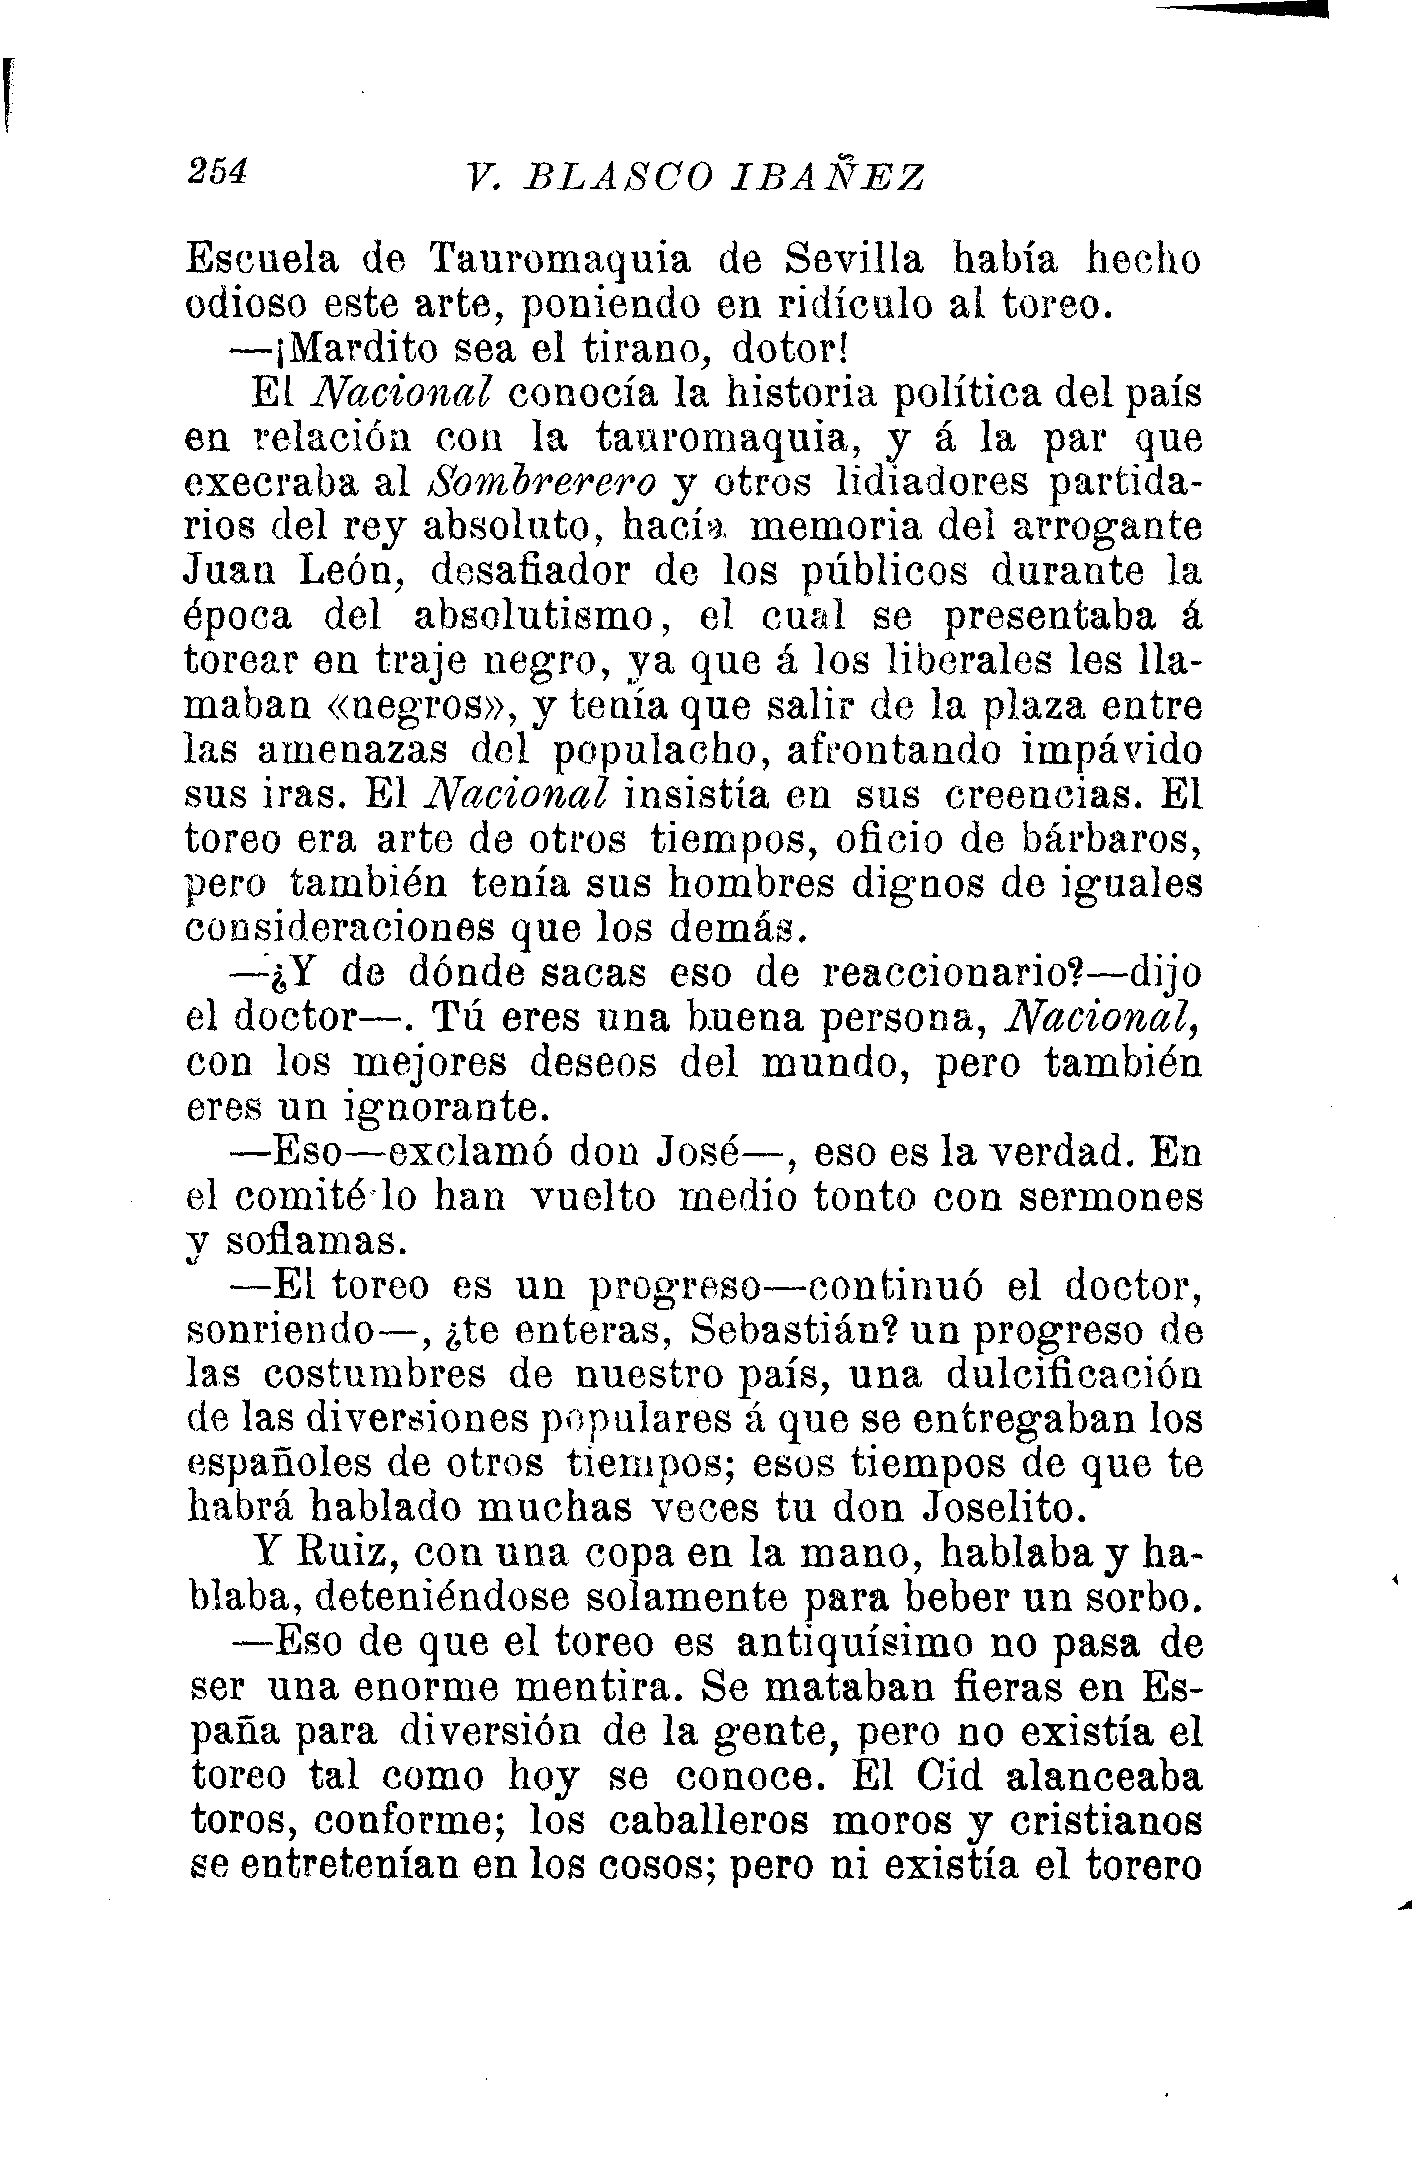 254 V. BLASCO IBAÑEZ
Escuela de Tauromaquia de Sevilla había hecho
odioso este arte, poniendo en ridículo al toreo.
—¡Mardito sea el tirano, dotor!
El Nacional conocía la historia política del país
en relación con la tauromaquia, y á la par que
execraba al Sombrerero y otros lidiadores partida-
rios del rey absoluto, hacía memoria del arrogante
Juan León, desafiador de los públicos durante la
época del absolutismo, el cual se presentaba á
torear en traje negro, ya que á los liberales les lla-
maban «negros», y tenía que salir de la plaza entre
las amenazas del populacho, afrontando impávido
sus iras. El Nacional insistía en sus creencias. El
toreo era arte de otros tiempos, oficio de bárbaros,
pero también tenía sus hombres dignos de iguales
consideraciones que los demás.
—¿Y de dónde sacas eso de reaccionario?—dijo
el doctor—. Tú eres una buena persona, Nacional,
con los mejores deseos del mundo, pero también
eres un ignorante.
—Eso—exclamó don José—, eso es la verdad. En
el comité lo han vuelto medio tonto con sermones
y soflamas.
—El toreo es un progreso—continuó el doctor,
sonriendo—, ¿te enteras, Sebastián? un progreso de
las costumbres de nuestro país, una dulcificación
de las diversiones populares á que se entregaban los
españoles de otros tiempos; esos tiempos de que te
habrá hablado muchas veces tu don Joselito.
Y Ruiz, con una copa en la mano, hablaba y ha-
blaba, deteniéndose solamente para beber un sorbo.
—Eso de que el toreo es antiquísimo no pasa de
ser una enorme mentira. Se mataban fieras en Es-
paña para diversión de la gente, pero no existía el
toreo tal como hoy se conoce. El Cid alanceaba
toros, conforme; los caballeros moros y cristianos
se entretenían en los cosos; pero ni existía el torero